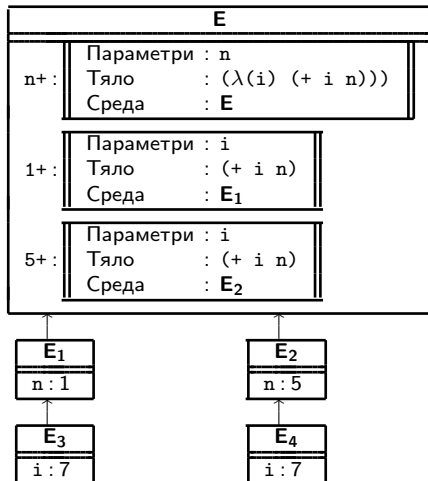 E
n+ : Параметри : n
Тяло : (λ(i) (+ i n)))
Среда : E
1+ : Параметри : i
Тяло : (+ i n)
Среда : E₁
5+ : Параметри : i
Тяло : (+ i n)
Среда : E₂
E₁ E₂
n : 1 n : 5
E₃ E₄
i : 7 i : 7